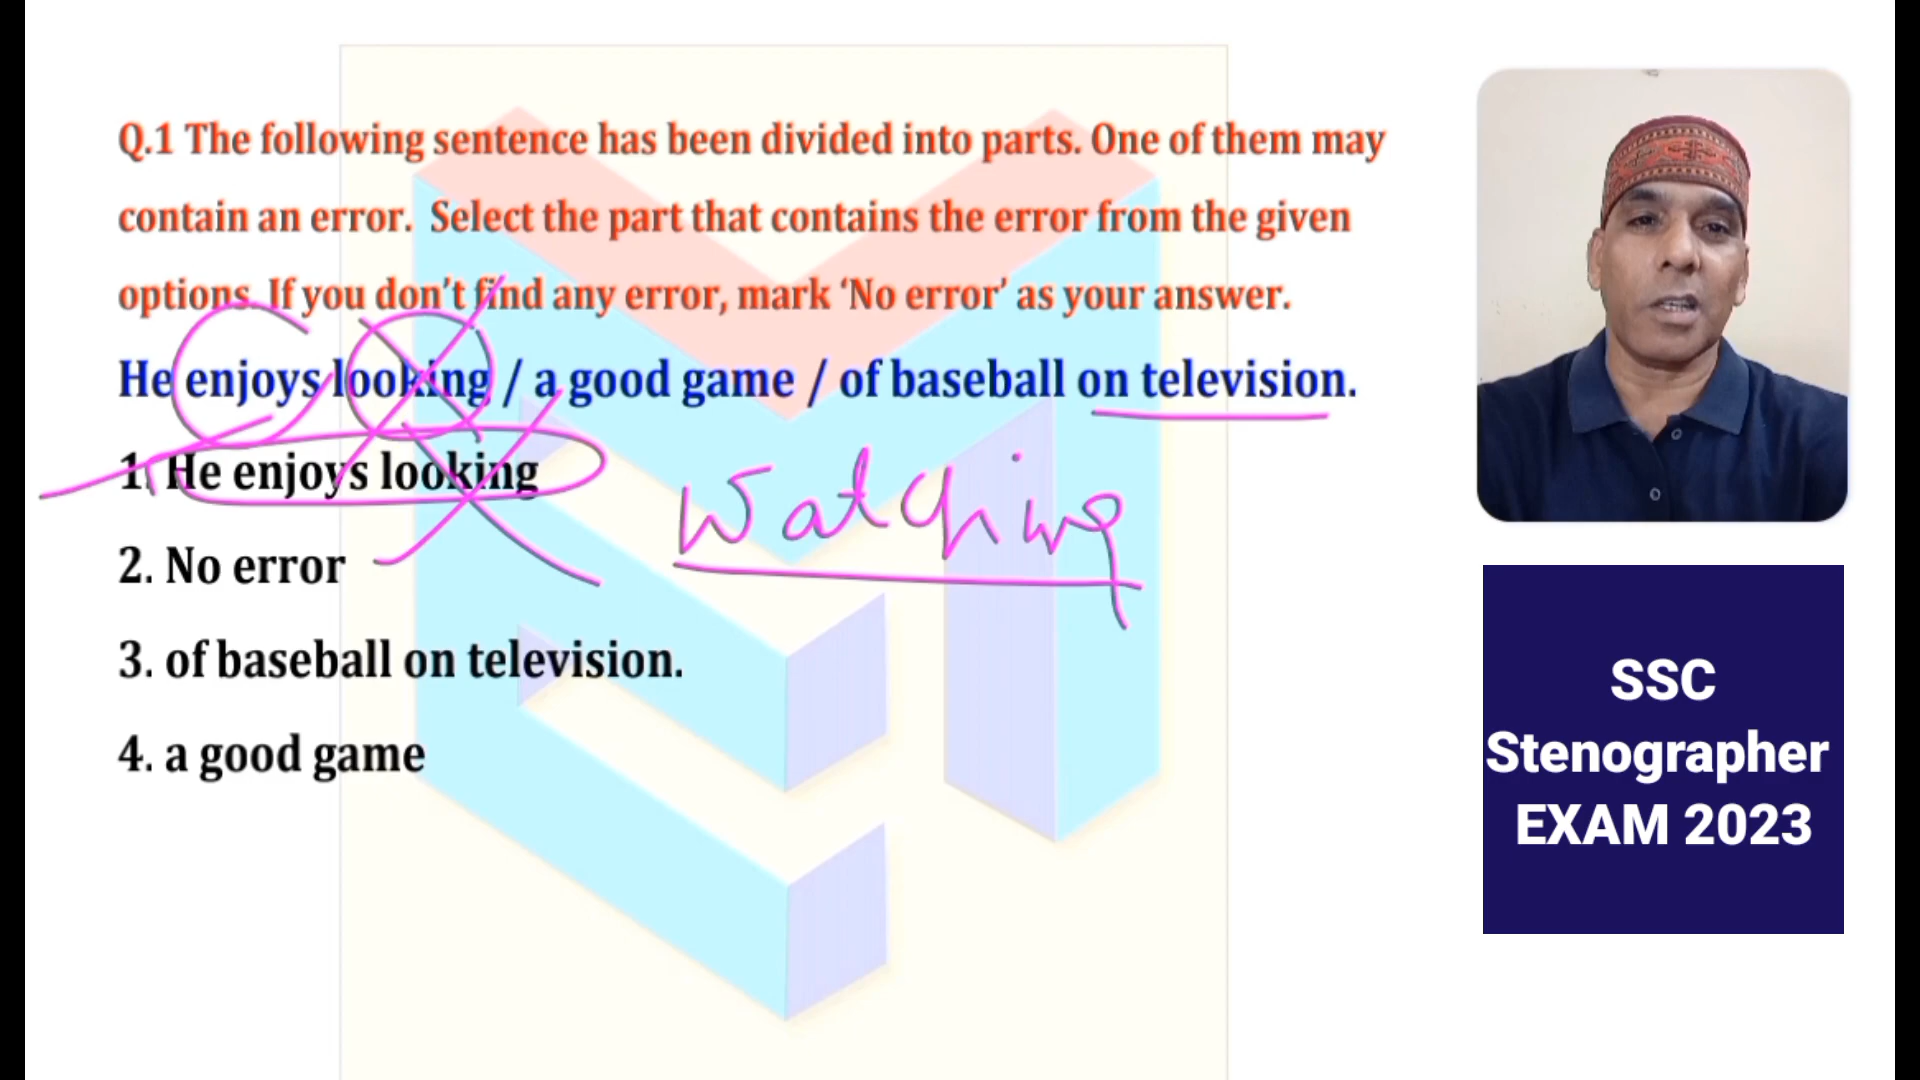 Q.1 The following sentence has been divided into parts. One of them may
contain an error. Select the part that contains the error from the given
options. If you don't find any error, mark ‘No error’ as your answer.
He enjoys looking / a good game / of baseball on television.
1. He enjoys looking
watching
2. No error
3. of baseball on television.
4. a good game
SSC
Stenographer
EXAM 2023